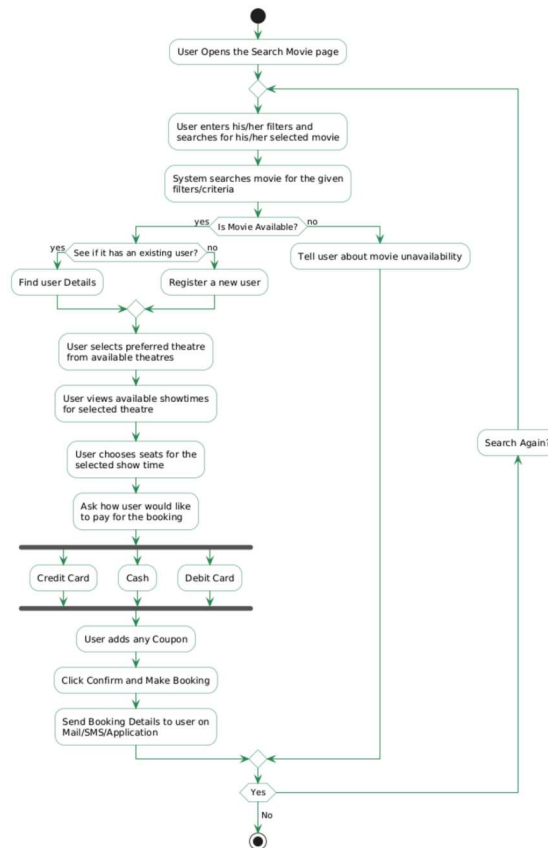 User Opens the Search Movie page
User enters his/her filters and
searches for his/her selected movie
System searches movie for the given
filters/criteria
yes
Is Movie Available?
no
yes
See if it has an existing user?
no
Tell user about movie unavailability
Find user Details
Register a new user
User selects preferred theatre
from available theatres
User views available showtimes
for selected theatre
User chooses seats for the
selected show time
Search Again?
Ask how user would like
to pay for the booking
Credit Card
Cash
Debit Card
User adds any Coupon
Click Confirm and Make Booking
Send Booking Details to user on
Mail/SMS/Application
Yes
No